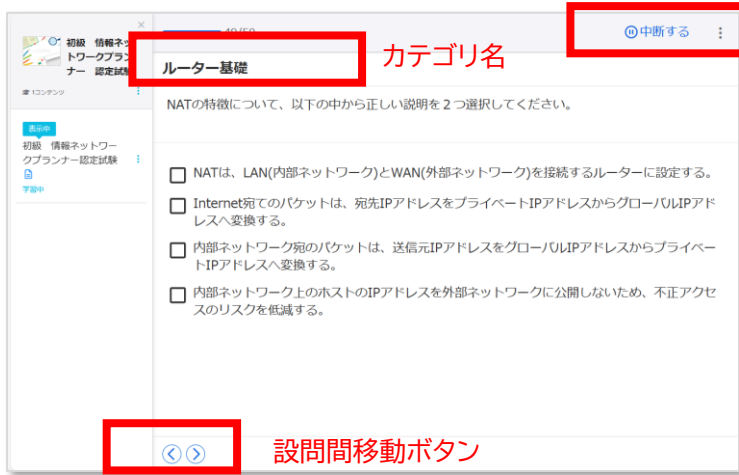 ×
初級 情報ネッ
トワークプラン
ナー 認定試験
1コンテンツ
表示中
初級 情報ネットワー
クプランナー認定試験
学習中
中断する
カテゴリ名
ルーター基礎
NATの特徴について、以下の中から正しい説明を2つ選択してください。
NATは、LAN(内部ネットワーク)とWAN(外部ネットワーク)を接続するルーターに設定する。
Internet宛てのパケットは、宛先IPアドレスをプライベートIPアドレスからグローバルIPアド
レスへ変換する。
内部ネットワーク宛のパケットは、送信元IPアドレスをグローバルIPアドレスからプライベー
トIPアドレスへ変換する。
内部ネットワーク上のホストのIPアドレスを外部ネットワークに公開しないため、不正アクセ
スのリスクを低減する。
設問間移動ボタン